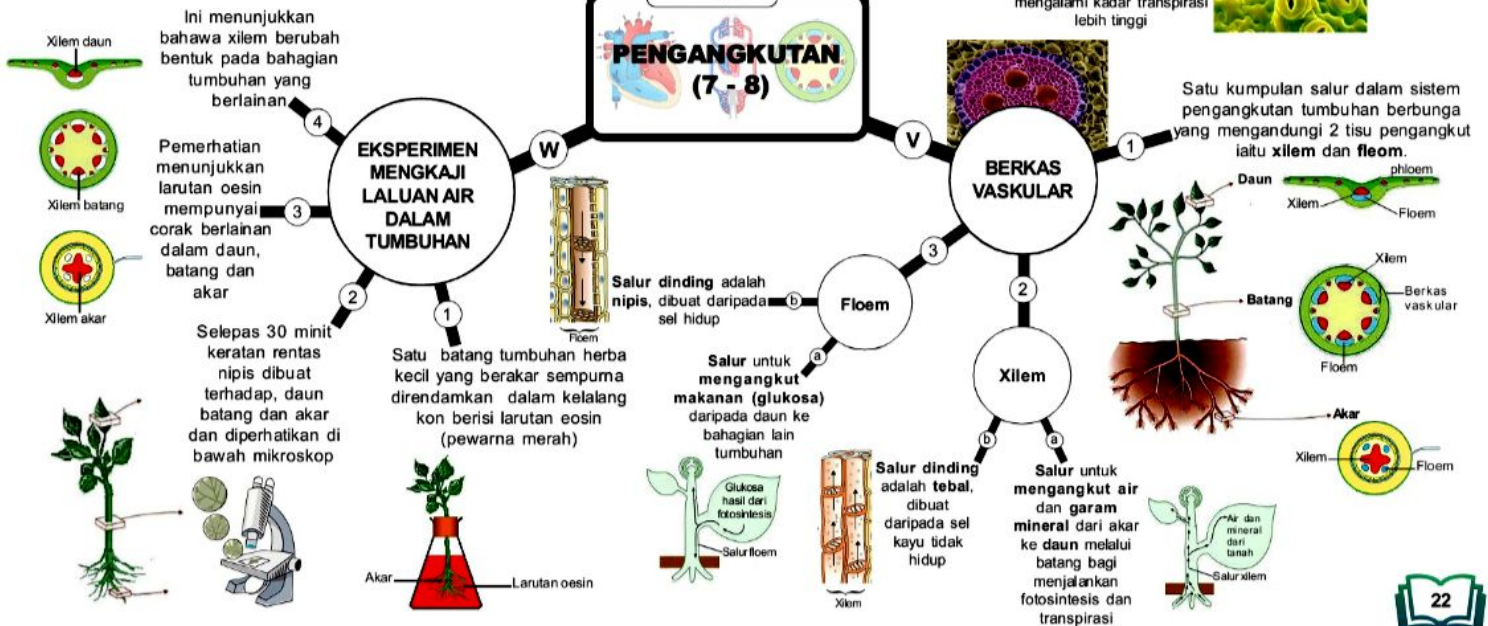 mengalami kadar transpirasi
lebih tinggi
PENGANGKUTAN
(7 - 8)
W
V
EKSPERIMEN
MENGKAJI
LALUAN AIR
DALAM
TUMBUHAN
4
Ini menunjukkan
bahawa xilem berubah
bentuk pada bahagian
tumbuhan yang
berlainan
3
Pemerhatian
menunjukkan
larutan oesin
mempunyai
corak berlainan
dalam daun,
batang dan
akar
2
Selepas 30 minit
keratan rentas
nipis dibuat
terhadap, daun
batang dan akar
dan diperhatikan di
bawah mikroskop
1
Satu batang tumbuhan herba
kecil yang berakar sempurna
direndamkan dalam kelalang
kon berisi larutan eosin
(pewarna merah)
Xilem daun
Xilem batang
Xilem akar
Akar
Larutan oesin
BERKAS
VASKULAR
1
Satu kumpulan salur dalam sistem
pengangkutan tumbuhan berbunga
yang mengandungi 2 tisu pengangkut
iaitu xilem dan fleom.
Daun
phloem
Xilem
Floem
Batang
Xilem
Berkas
vaskular
Floem
Akar
Xilem
Floem
3
Floem
b
Salur dinding adalah
nipis, dibuat daripada
sel hidup
Floem
a
Salur untuk
mengangkut
makanan (glukosa)
daripada daun ke
bahagian lain
tumbuhan
Glukosa
hasil dari
fotosintesis
Salur floem
2
Xilem
b
Salur dinding
adalah tebal,
dibuat
daripada sel
kayu tidak
hidup
Xilem
a
Salur untuk
mengangkut air
dan garam
mineral dari akar
ke daun melalui
batang bagi
menjalankan
fotosintesis dan
transpirasi
Air dan
mineral
dari
tanah
Salur xilem
22